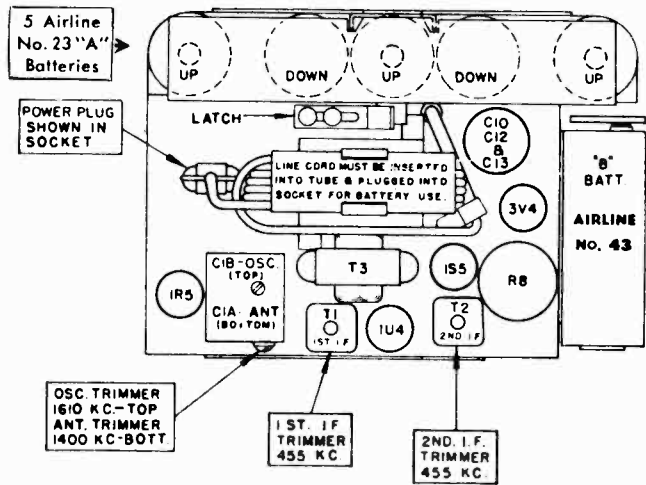 5 Airline
No. 23 "A"
Batteries
UP
DOWN
UP
DOWN
UP
POWER PLUG
SHOWN IN
SOCKET
LATCH
C10
C12
&
C13
"B"
BATT.
AIRLINE
No. 43
LINE CORD MUST BE INSERTED
INTO TUBE & PLUGGED INTO
SOCKET FOR BATTERY USE.
3V4
C1B-OSC.
(TOP)
C1A- ANT
(BOTTOM)
T3
1S5
R8
1R5
T1
1ST I.F
1U4
T2
2ND I.F.
OSC. TRIMMER
1610 KC.-TOP
ANT. TRIMMER
1400 KC-BOTT.
1 ST. I F.
TRIMMER
455 KC.
2ND. I.F.
TRIMMER
455 KC.